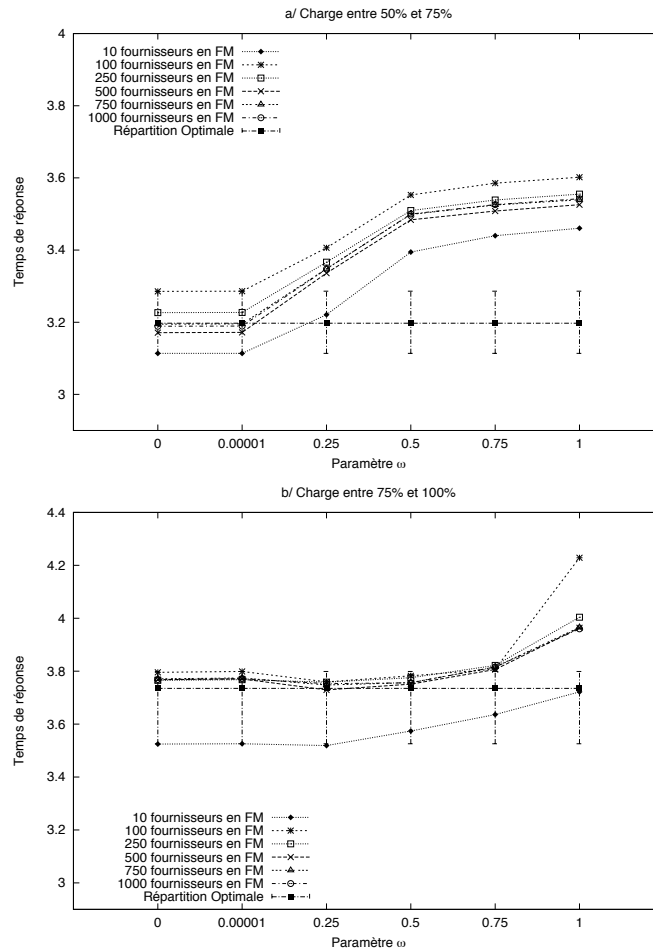 a/ Charge entre 50% et 75%
4
3.8
3.6
3.4
3.2
3
Temps de réponse
10 fournisseurs en FM
100 fournisseurs en FM
250 fournisseurs en FM
500 fournisseurs en FM
750 fournisseurs en FM
1000 fournisseurs en FM
Répartition Optimale
0 0.00001 0.25 0.5 0.75 1
Paramètre ω
b/ Charge entre 75% et 100%
4.4
4.2
4
3.8
3.6
3.4
3.2
3
Temps de réponse
10 fournisseurs en FM
100 fournisseurs en FM
250 fournisseurs en FM
500 fournisseurs en FM
750 fournisseurs en FM
1000 fournisseurs en FM
Répartition Optimale
0 0.00001 0.25 0.5 0.75 1
Paramètre ω